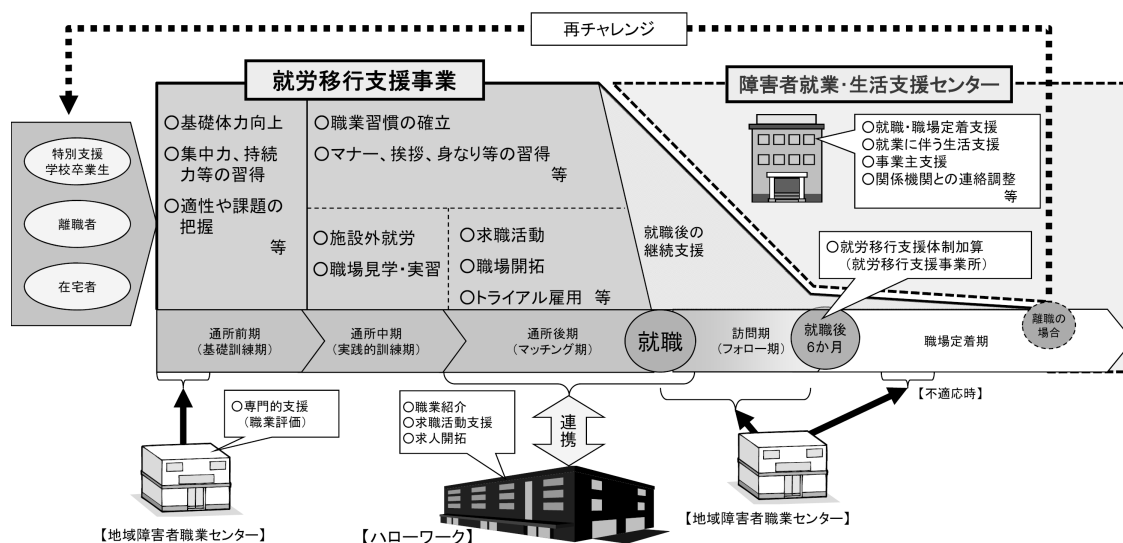 再チャレンジ
就労移行支援事業
障害者就業・生活支援センター
特別支援
学校卒業生
離職者
在宅者
○基礎体力向上
○集中力、持続
力等の習得
○適性や課題の
把握
等
○職業習慣の確立
○マナー、挨拶、身なり等の習得
等
○施設外就労
○職場見学・実習
○求職活動
○職場開拓
○トライアル雇用 等
就職後の
継続支援
○就職・職場定着支援
○就業に伴う生活支援
○事業主支援
○関係機関との連絡調整
等
○就労移行支援体制加算
(就労移行支援事業所)
通所前期
(基礎訓練期)
通所中期
(実践的訓練期)
通所後期
(マッチング期)
就職
訪問期
(フォロー期)
就職後
6か月
職場定着期
離職の
場合
【不適応時】
○専門的支援
(職業評価)
○職業紹介
○求職活動支援
○求人開拓
連携
【地域障害者職業センター】
【ハローワーク】
【地域障害者職業センター】